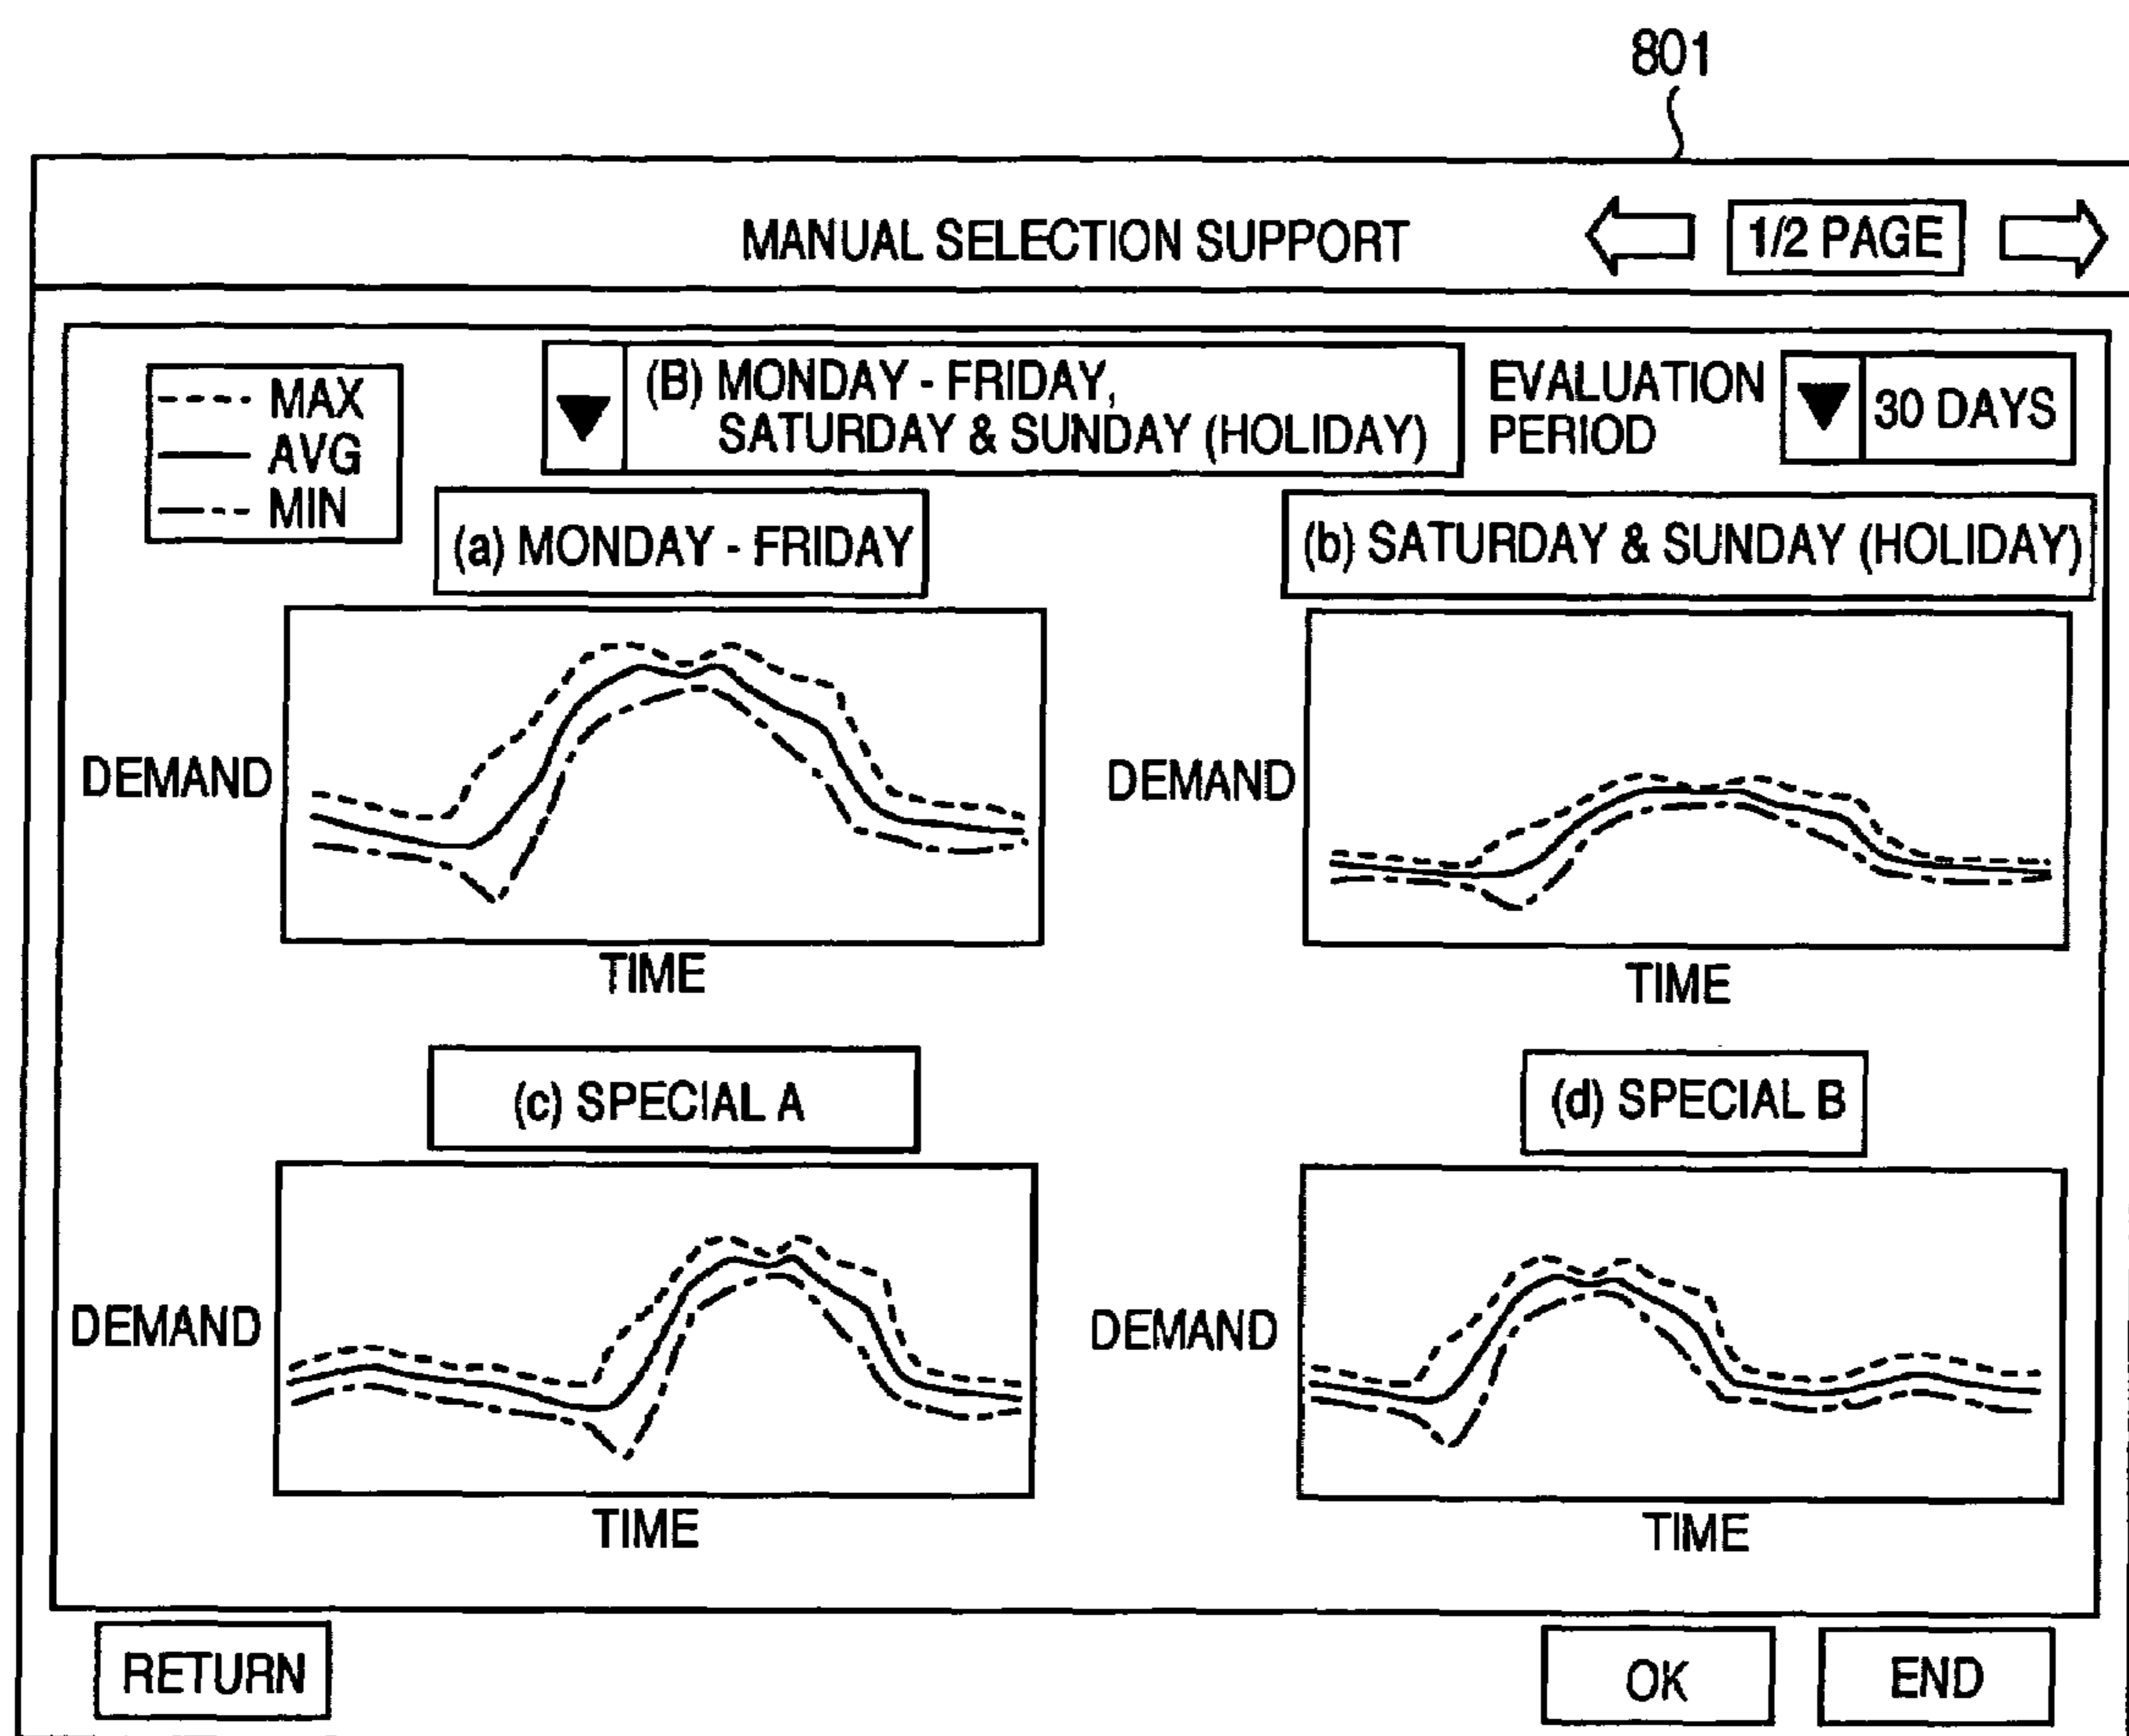 801
MANUAL SELECTION SUPPORT
1/2 PAGE
MAX
AVG
MIN
(B) MONDAY - FRIDAY,
SATURDAY & SUNDAY (HOLIDAY)
EVALUATION
PERIOD
30 DAYS
(a) MONDAY - FRIDAY
(b) SATURDAY & SUNDAY (HOLIDAY)
DEMAND
DEMAND
TIME
TIME
(c) SPECIAL A
(d) SPECIAL B
DEMAND
DEMAND
TIME
TIME
RETURN
OK
END